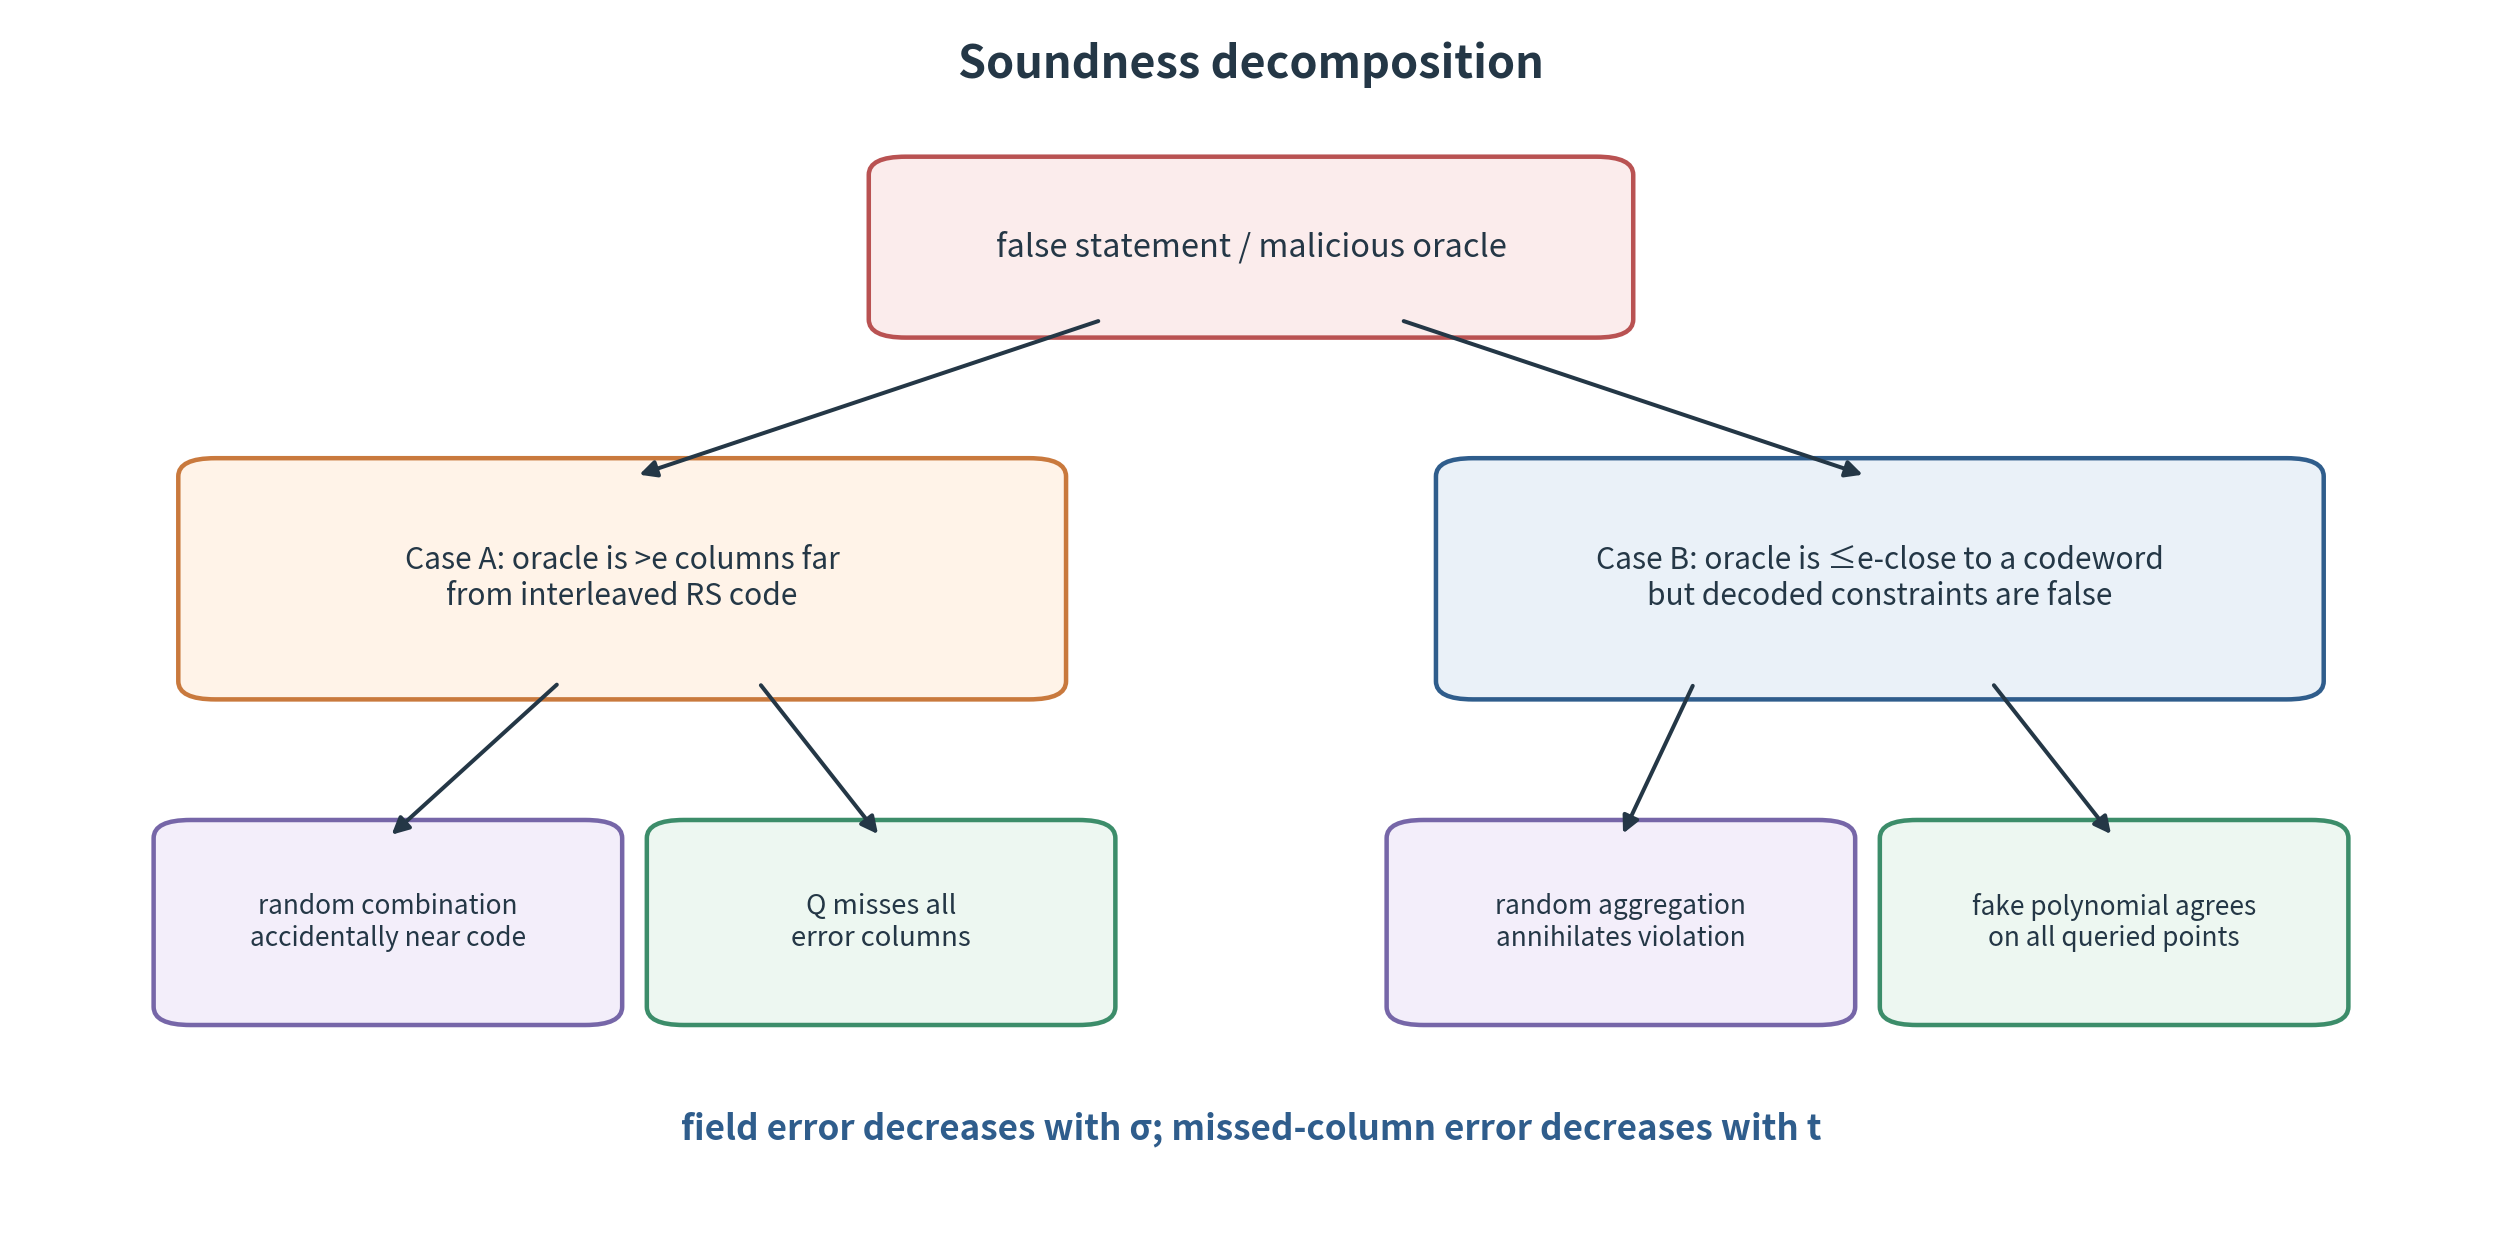 Soundness decomposition
false statement / malicious oracle
Case A: oracle is >e columns far
from interleaved RS code
Case B: oracle is ≤e-close to a codeword
but decoded constraints are false
random combination
accidentally near code
Q misses all
error columns
random aggregation
annihilates violation
fake polynomial agrees
on all queried points
field error decreases with σ; missed-column error decreases with t